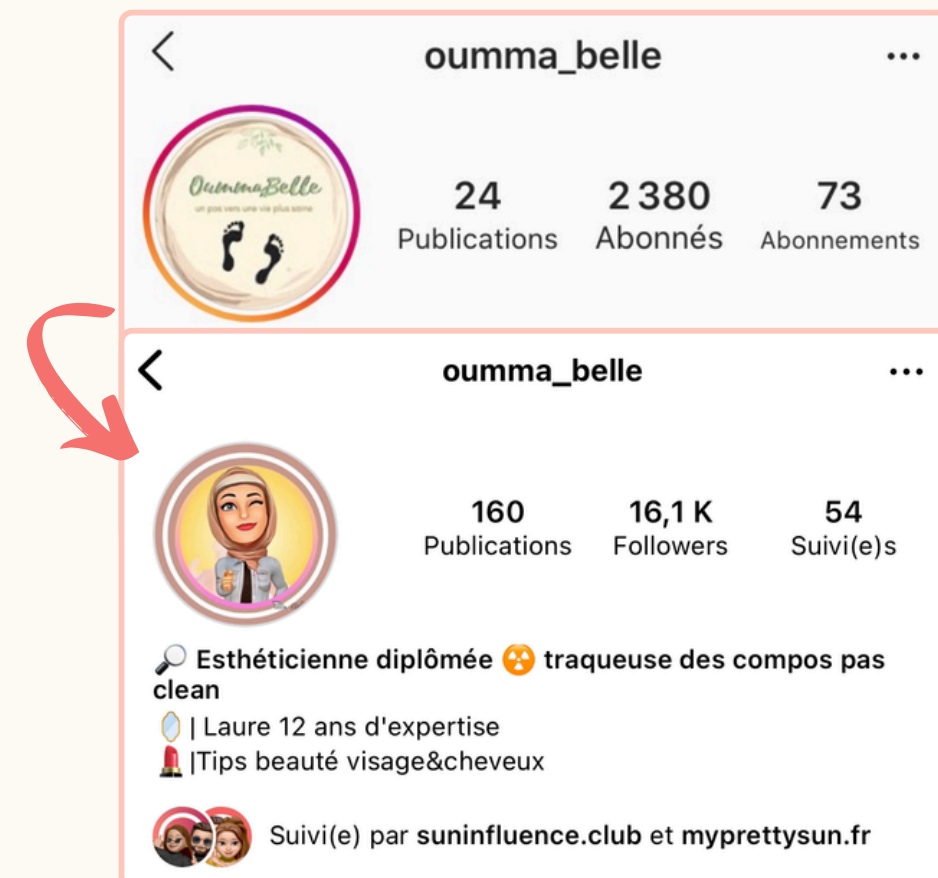 oumma_belle
OummaBelle
un pas vers une vie plus saine
24 2 380 73
Publications Abonnés Abonnements
oumma_belle
160 16,1 K 54
Publications Followers Suivi(e)s
🔎 Esthéticienne diplômée ☢️ traqueuse des compos pas
clean
🪞 | Laure 12 ans d'expertise
💄 |Tips beauté visage&cheveux
Suivi(e) par suninfluence.club et myprettysun.fr